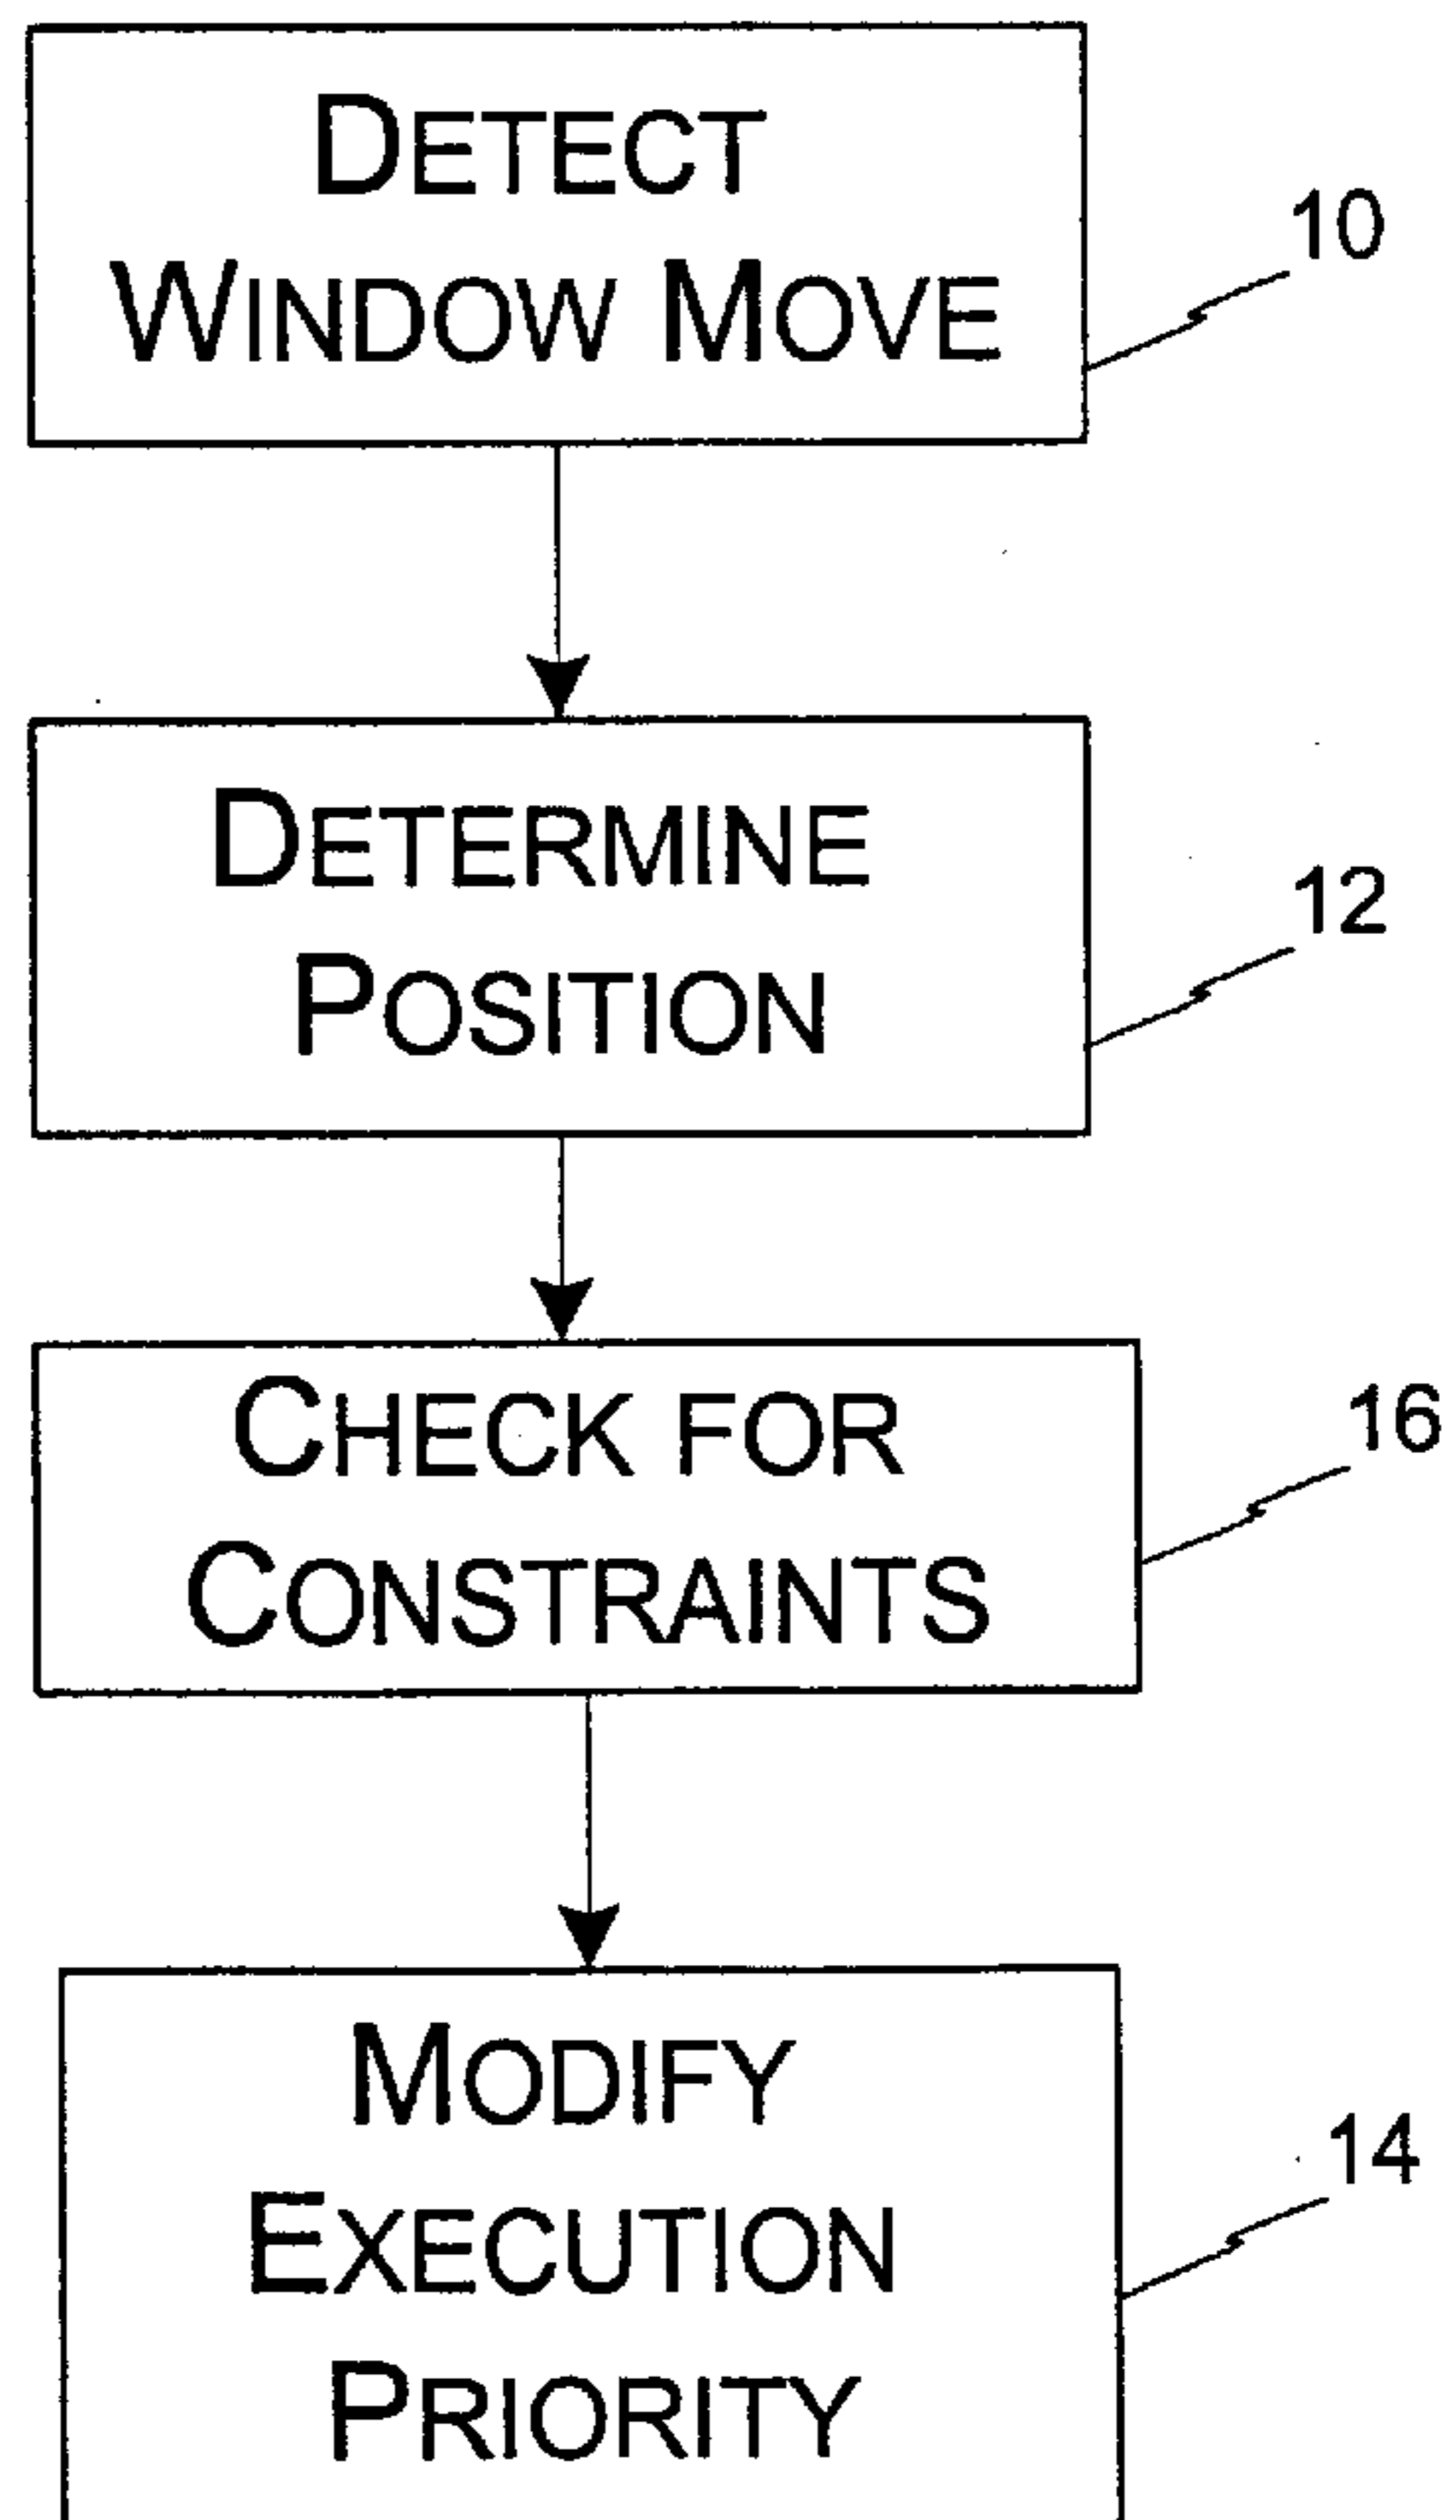 DETECT
WINDOW MOVE
10
DETERMINE
POSITION
12
CHECK FOR
CONSTRAINTS
16
MODIFY
EXECUTION
PRIORITY
14